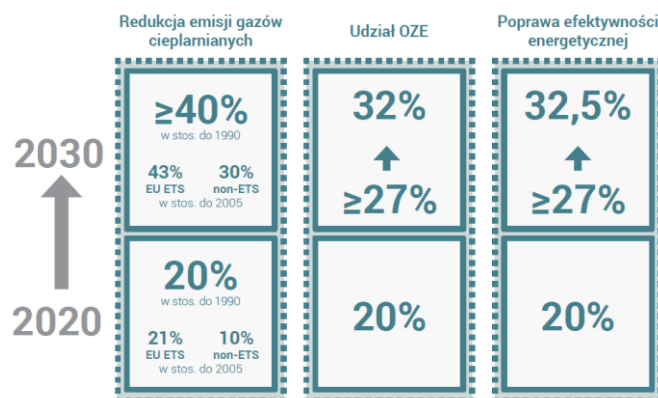 Redukcja emisji gazów
cieplarnianych
Udział OZE
Poprawa efektywności
energetycznej
2030
≥40%
w stos. do 1990
43%
30%
EU ETS
non-ETS
w stos. do 2005
32%
≥27%
32,5%
≥27%
2020
20%
w stos. do 1990
21%
10%
EU ETS
non-ETS
w stos. do 2005
20%
20%